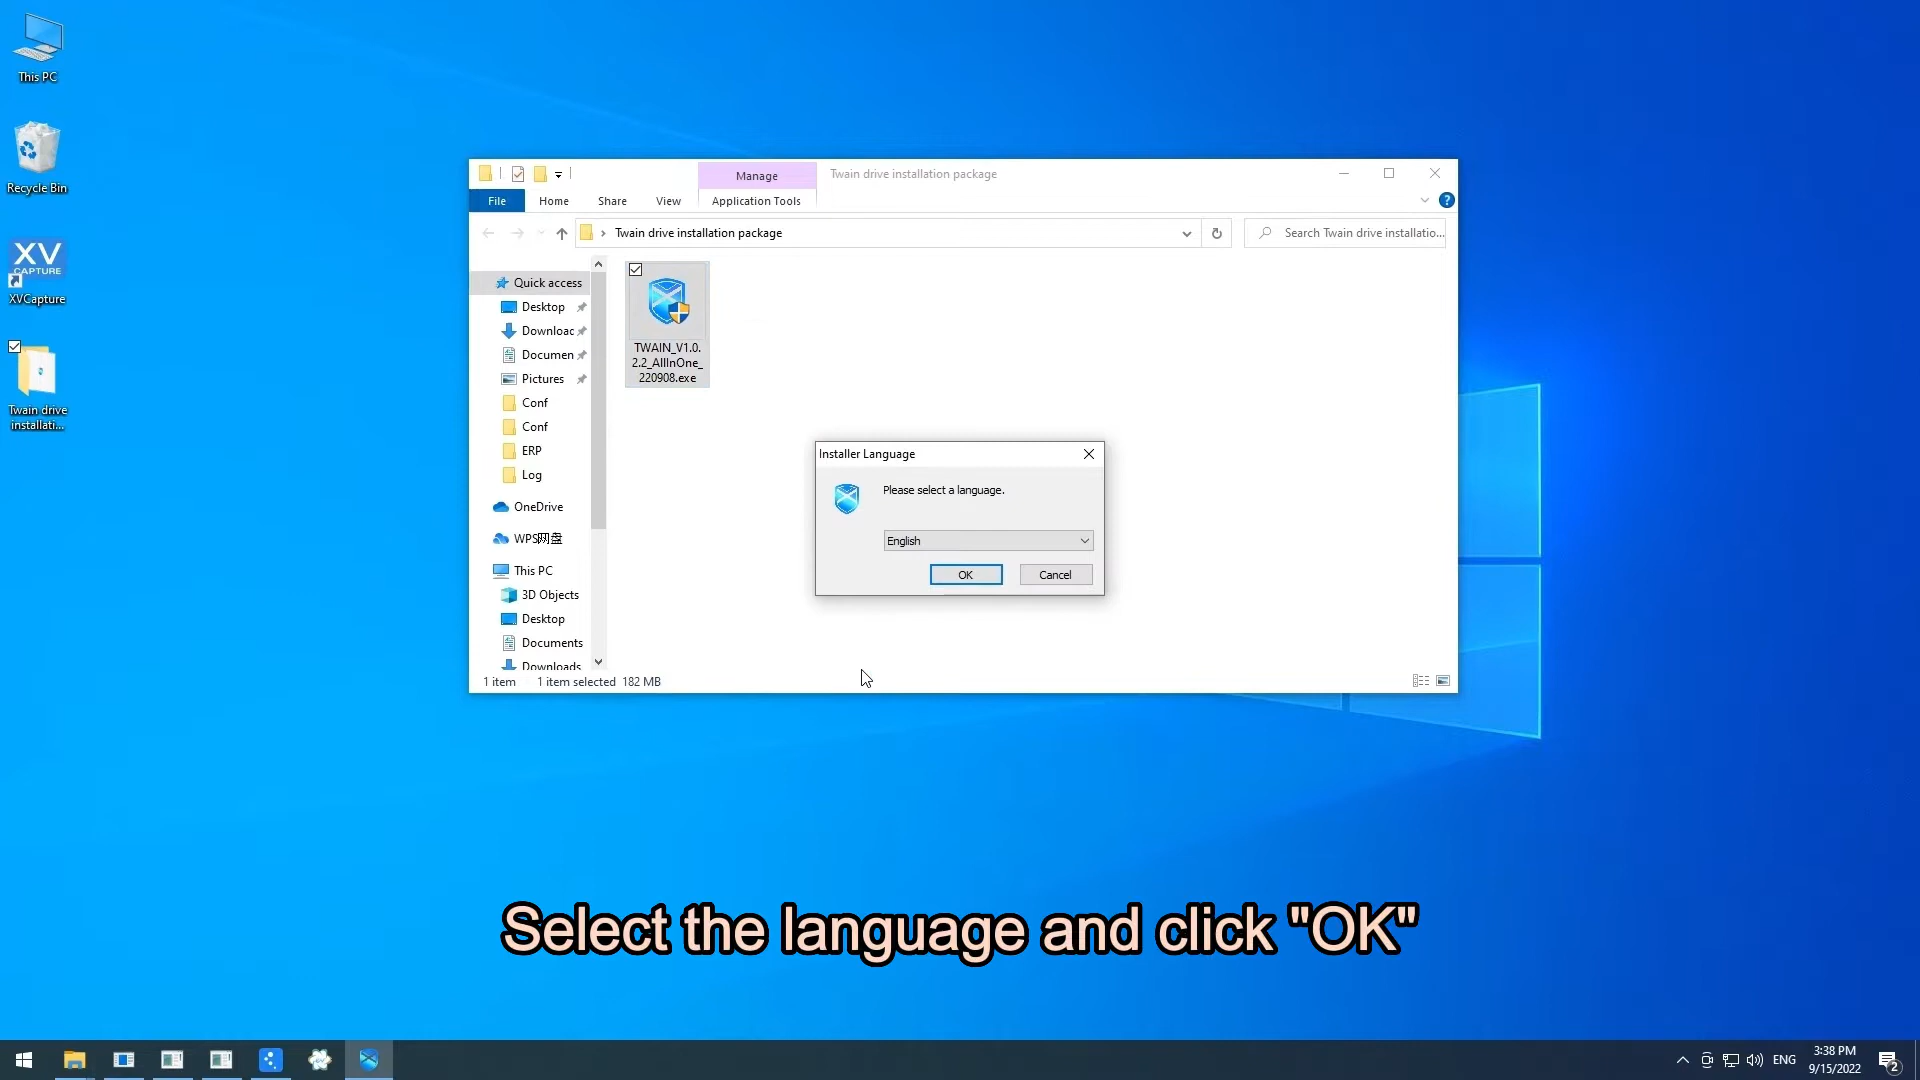 This PC
Recycle Bin
XV
CAPTURE
XVCapture
Twain drive
installati...
Manage
Twain drive installation package
File
Home
Share
View
Application Tools
?
Twain drive installation package
Search Twain drive installatio...
Quick access
Desktop
Downloac
Documen
Pictures
Conf
Conf
ERP
Log
OneDrive
WPS网盘
This PC
3D Objects
Desktop
Documents
Downloads
TWAIN_V1.0.
2.2_AllInOne_
220908.exe
Installer Language
Please select a language.
English
OK
Cancel
1 item
1 item selected 182 MB
Select the language and click "OK"
ENG
3:38 PM
9/15/2022
2